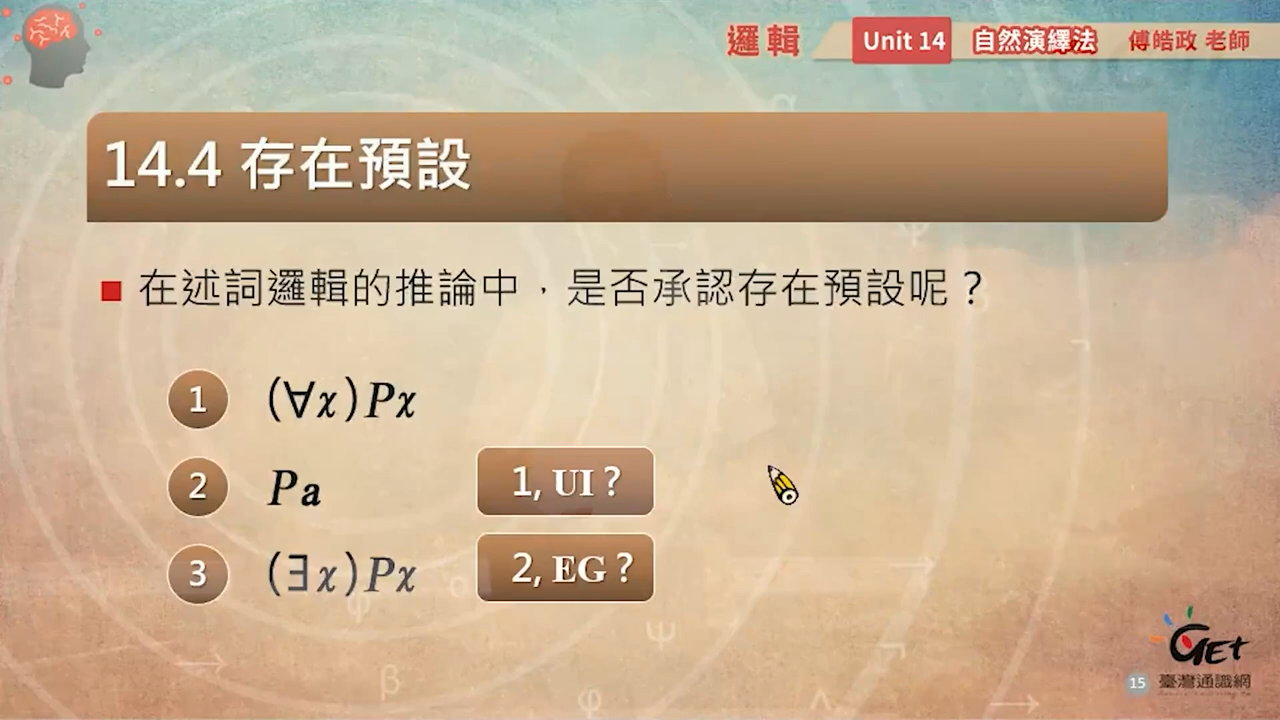 邏輯 Unit 14 自然演繹法 傅皓政 老師
14.4 存在預設
在述詞邏輯的推論中，是否承認存在預設呢？
1 (∀x)Px
2 Pa 1, UI？
3 (∃x)Px 2, EG？
GET
15 臺灣通識網